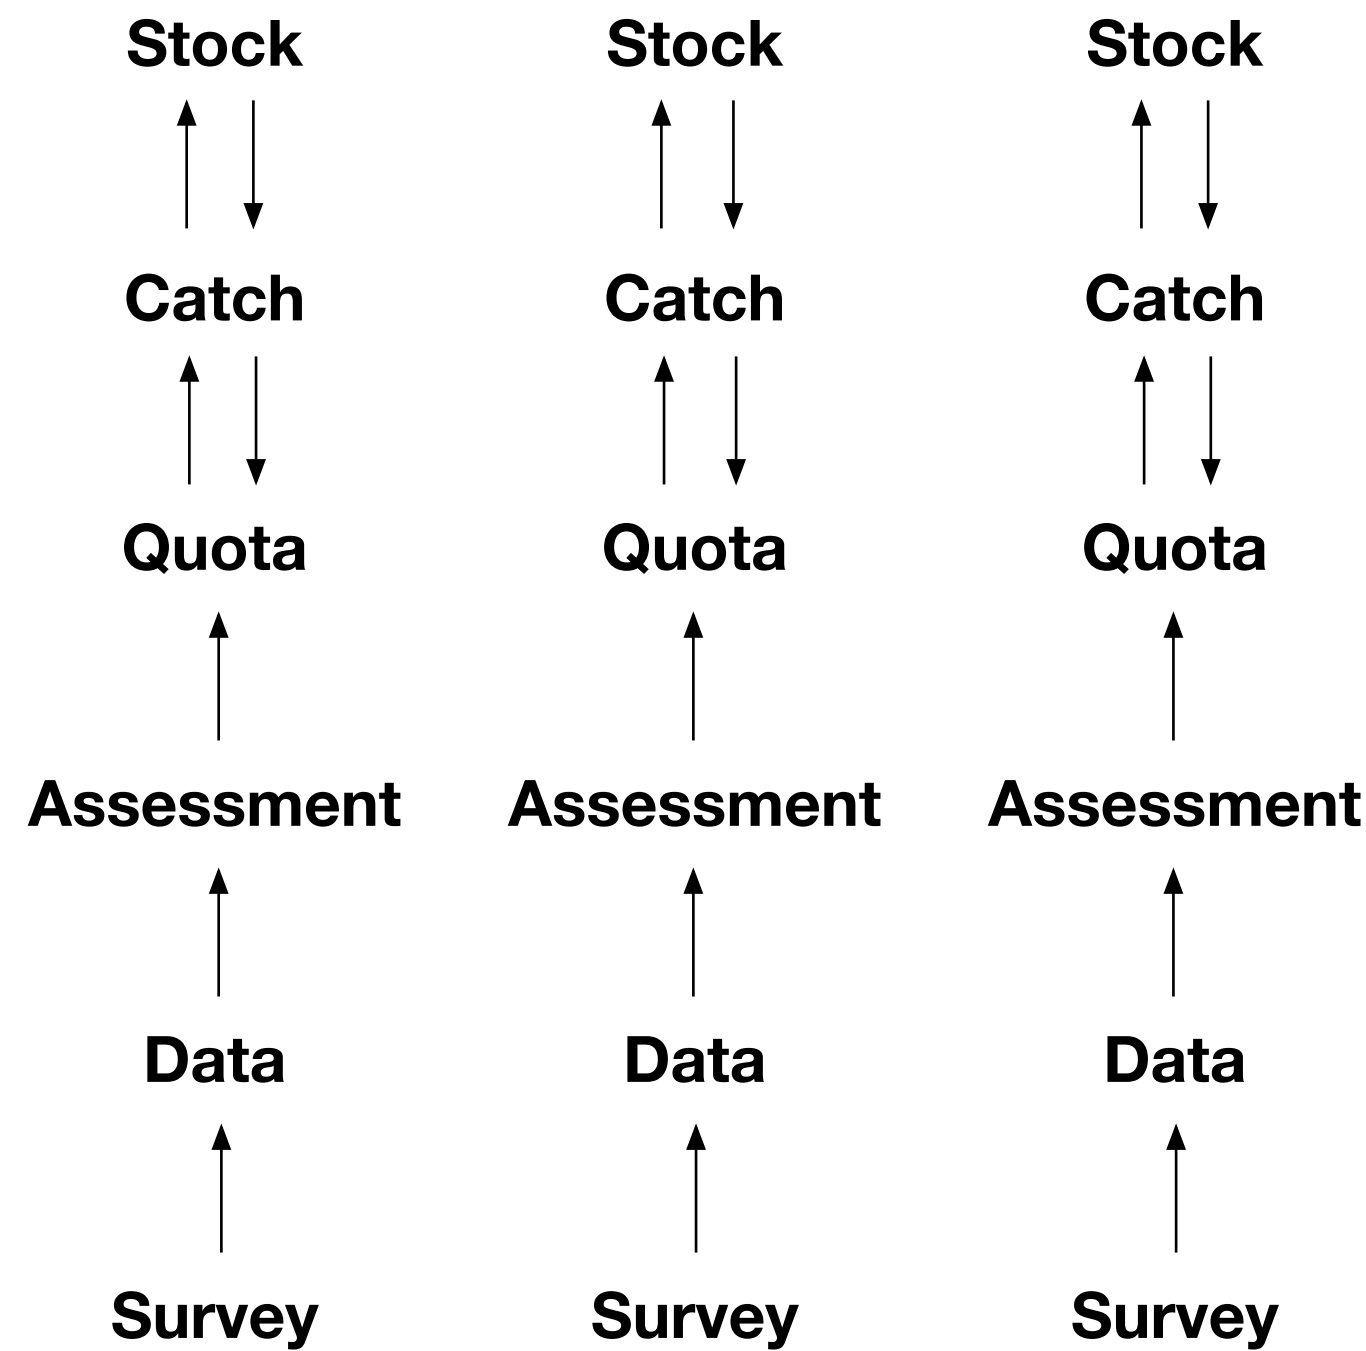 Stock Stock Stock
Catch Catch Catch
Quota Quota Quota
Assessment Assessment Assessment
Data Data Data
Survey Survey Survey